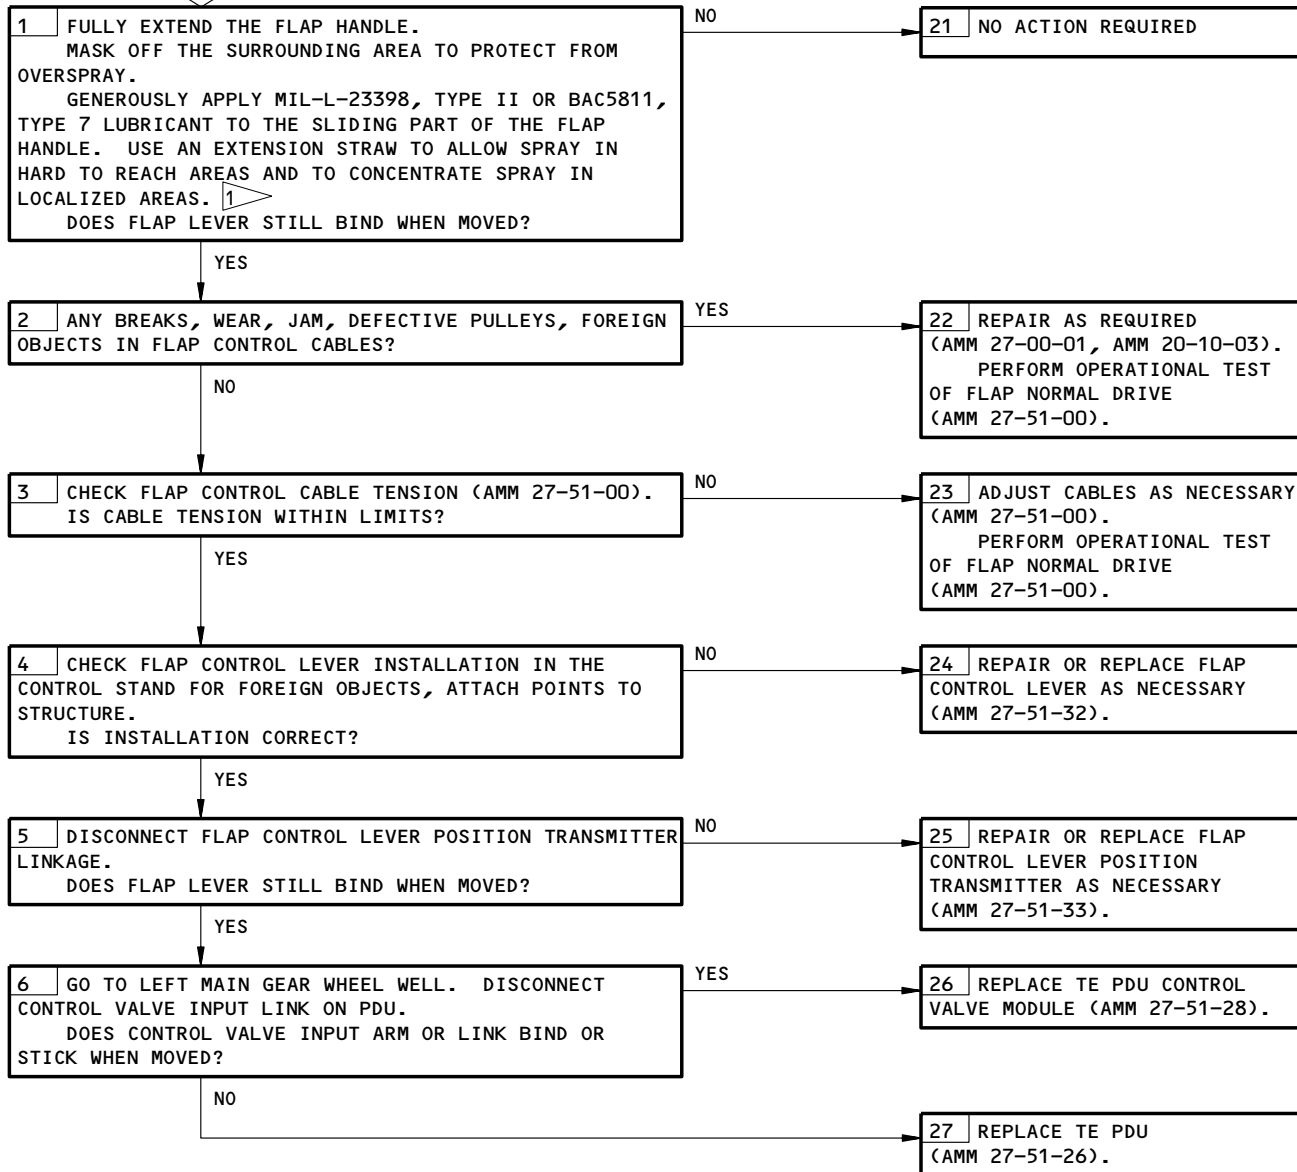 1 FULLY EXTEND THE FLAP HANDLE.
MASK OFF THE SURROUNDING AREA TO PROTECT FROM
OVERSPRAY.
GENEROUSLY APPLY MIL-L-23398, TYPE II OR BAC5811,
TYPE 7 LUBRICANT TO THE SLIDING PART OF THE FLAP
HANDLE. USE AN EXTENSION STRAW TO ALLOW SPRAY IN
HARD TO REACH AREAS AND TO CONCENTRATE SPRAY IN
LOCALIZED AREAS. 1
DOES FLAP LEVER STILL BIND WHEN MOVED?
NO
21 NO ACTION REQUIRED
YES
2 ANY BREAKS, WEAR, JAM, DEFECTIVE PULLEYS, FOREIGN
OBJECTS IN FLAP CONTROL CABLES?
YES
22 REPAIR AS REQUIRED
(AMM 27-00-01, AMM 20-10-03).
PERFORM OPERATIONAL TEST
OF FLAP NORMAL DRIVE
(AMM 27-51-00).
NO
3 CHECK FLAP CONTROL CABLE TENSION (AMM 27-51-00).
IS CABLE TENSION WITHIN LIMITS?
NO
23 ADJUST CABLES AS NECESSARY
(AMM 27-51-00).
PERFORM OPERATIONAL TEST
OF FLAP NORMAL DRIVE
(AMM 27-51-00).
YES
4 CHECK FLAP CONTROL LEVER INSTALLATION IN THE
CONTROL STAND FOR FOREIGN OBJECTS, ATTACH POINTS TO
STRUCTURE.
IS INSTALLATION CORRECT?
NO
24 REPAIR OR REPLACE FLAP
CONTROL LEVER AS NECESSARY
(AMM 27-51-32).
YES
5 DISCONNECT FLAP CONTROL LEVER POSITION TRANSMITTER
LINKAGE.
DOES FLAP LEVER STILL BIND WHEN MOVED?
NO
25 REPAIR OR REPLACE FLAP
CONTROL LEVER POSITION
TRANSMITTER AS NECESSARY
(AMM 27-51-33).
YES
6 GO TO LEFT MAIN GEAR WHEEL WELL. DISCONNECT
CONTROL VALVE INPUT LINK ON PDU.
DOES CONTROL VALVE INPUT ARM OR LINK BIND OR
STICK WHEN MOVED?
YES
26 REPLACE TE PDU CONTROL
VALVE MODULE (AMM 27-51-28).
NO
27 REPLACE TE PDU
(AMM 27-51-26).